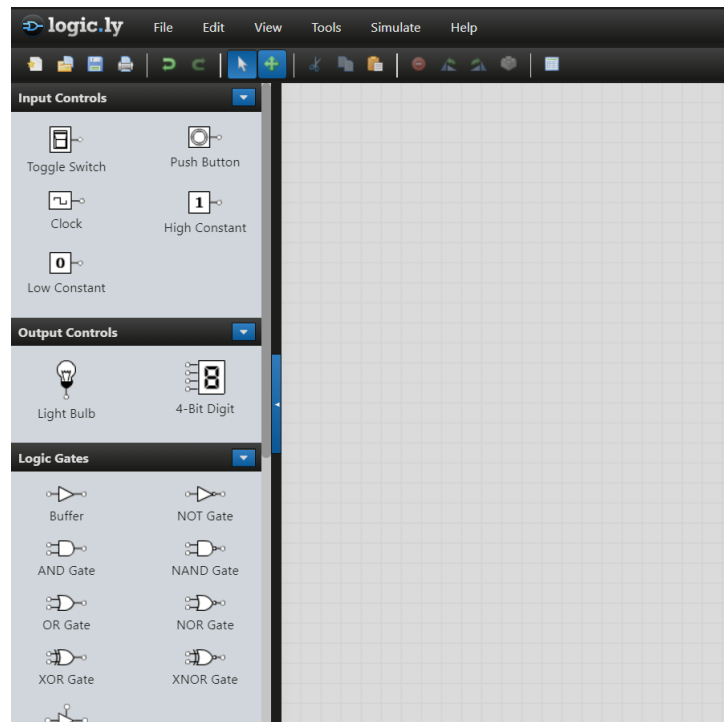 logic.ly File Edit View Tools Simulate Help
Input Controls
Toggle Switch Push Button
Clock High Constant
1
0
Low Constant
Output Controls
8
Light Bulb 4-Bit Digit
Logic Gates
Buffer NOT Gate
AND Gate NAND Gate
OR Gate NOR Gate
XOR Gate XNOR Gate